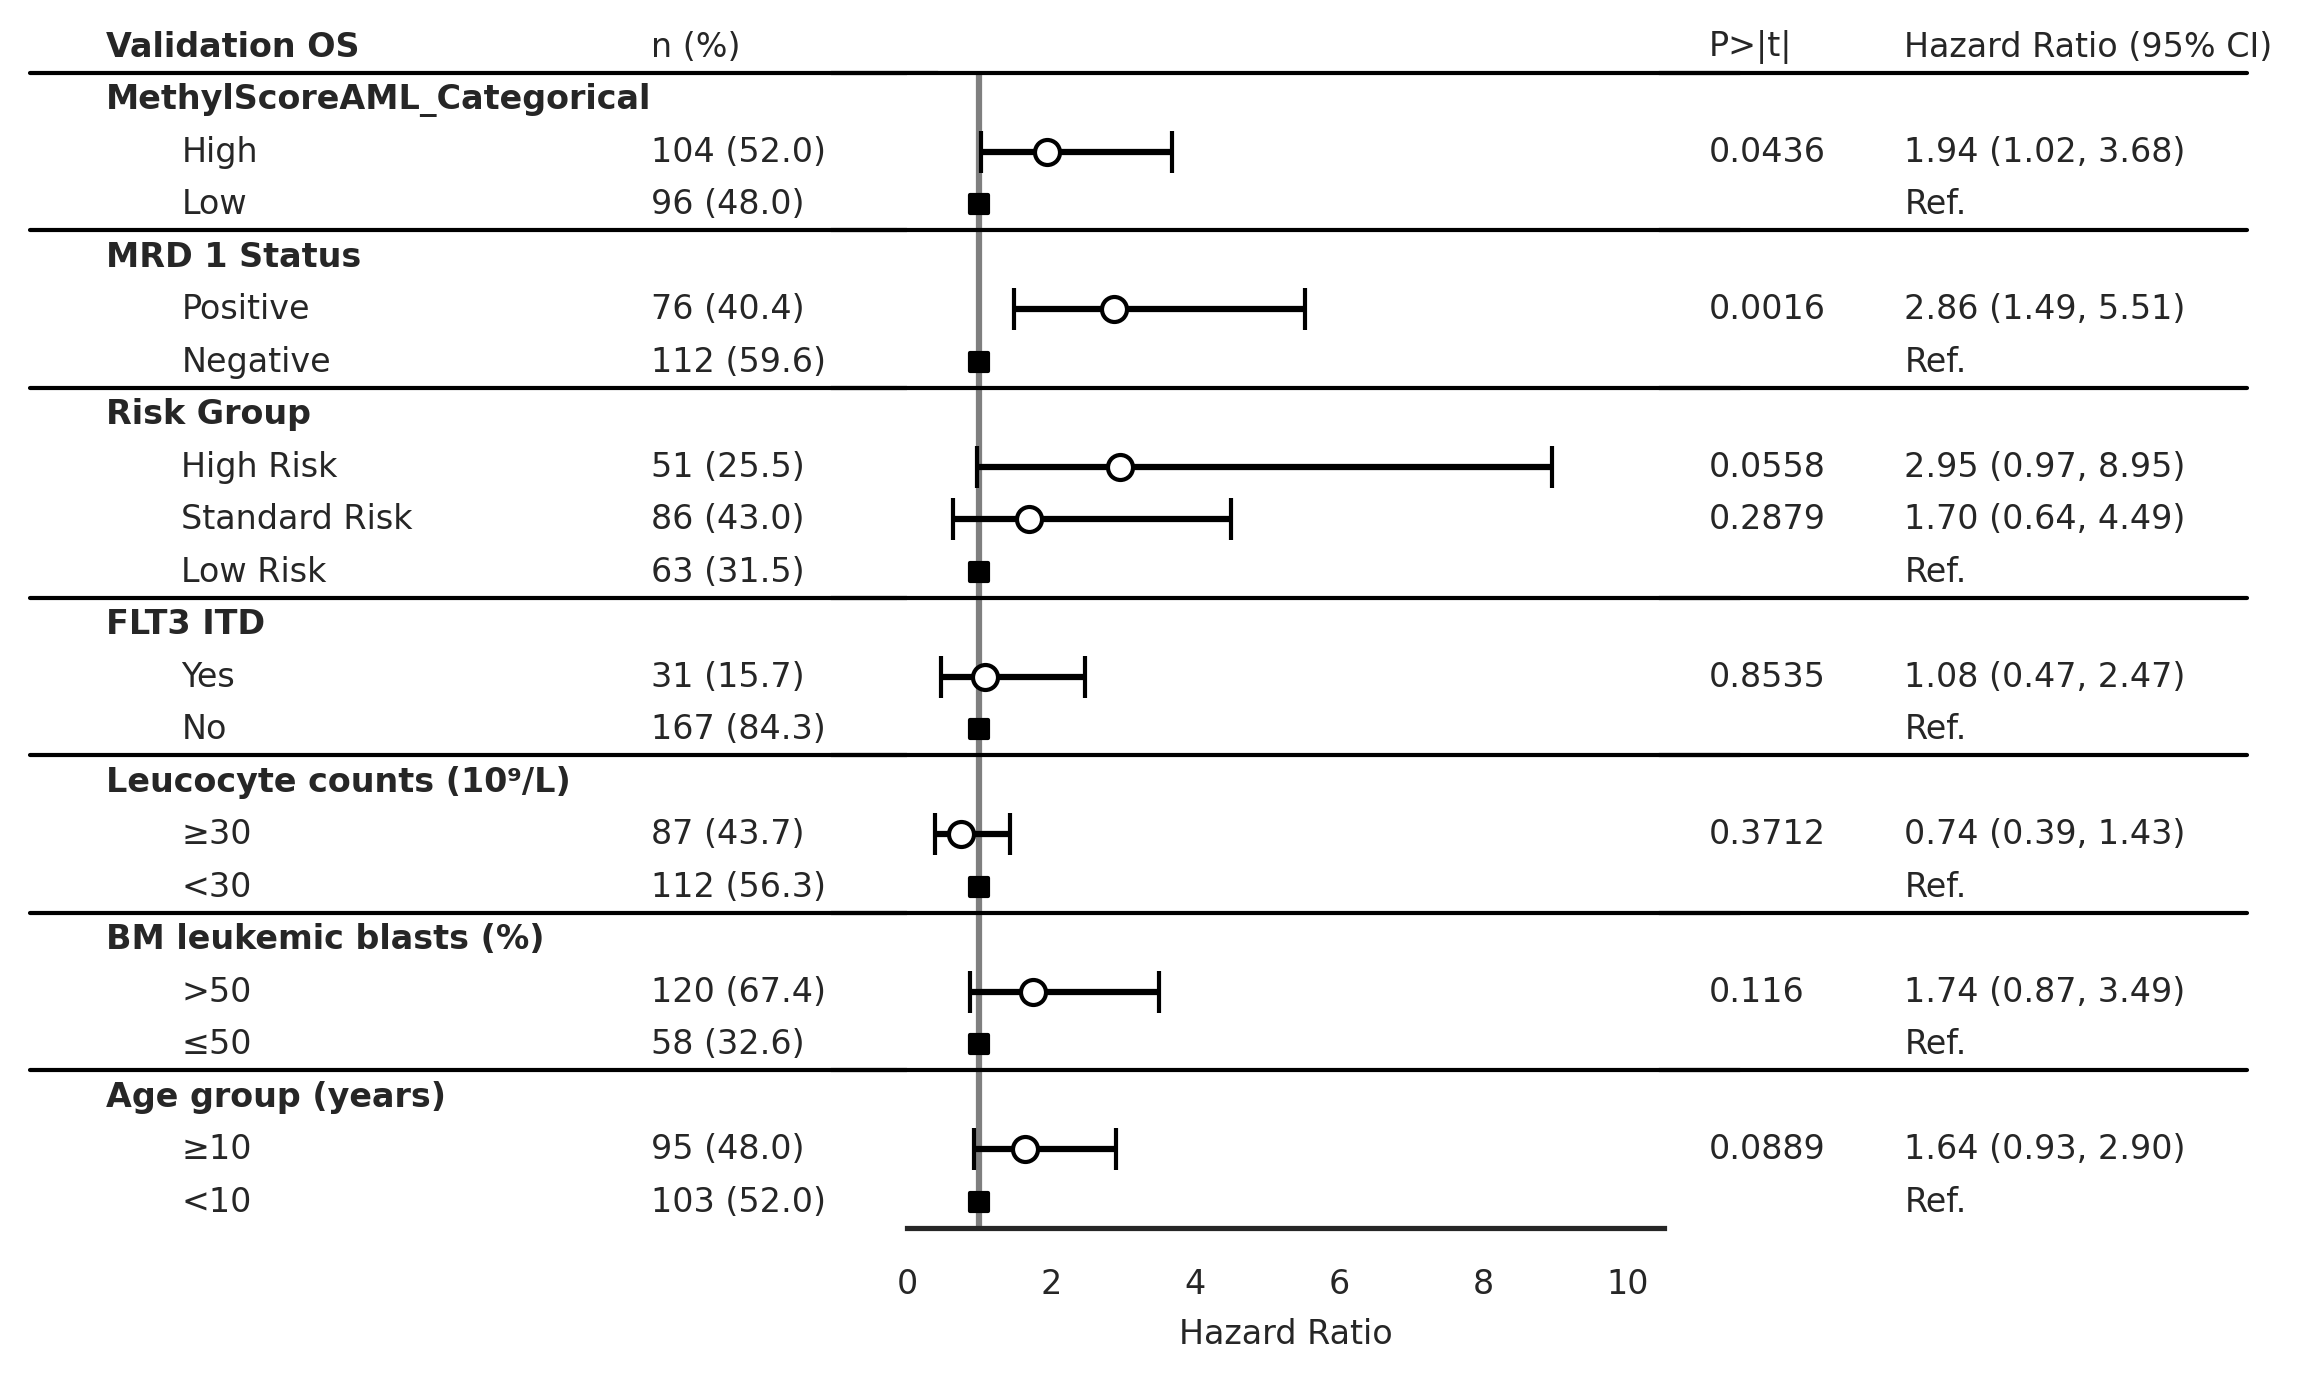 Validation OS n (%) P>|t| Hazard Ratio (95% CI)
MethylScoreAML_Categorical
High 104 (52.0) 0.0436 1.94 (1.02, 3.68)
Low 96 (48.0) Ref.
MRD 1 Status
Positive 76 (40.4) 0.0016 2.86 (1.49, 5.51)
Negative 112 (59.6) Ref.
Risk Group
High Risk 51 (25.5) 0.0558 2.95 (0.97, 8.95)
Standard Risk 86 (43.0) 0.2879 1.70 (0.64, 4.49)
Low Risk 63 (31.5) Ref.
FLT3 ITD
Yes 31 (15.7) 0.8535 1.08 (0.47, 2.47)
No 167 (84.3) Ref.
Leucocyte counts (10⁹/L)
≥30 87 (43.7) 0.3712 0.74 (0.39, 1.43)
<30 112 (56.3) Ref.
BM leukemic blasts (%)
>50 120 (67.4) 0.116 1.74 (0.87, 3.49)
≤50 58 (32.6) Ref.
Age group (years)
≥10 95 (48.0) 0.0889 1.64 (0.93, 2.90)
<10 103 (52.0) Ref.
0 2 4 6 8 10
Hazard Ratio